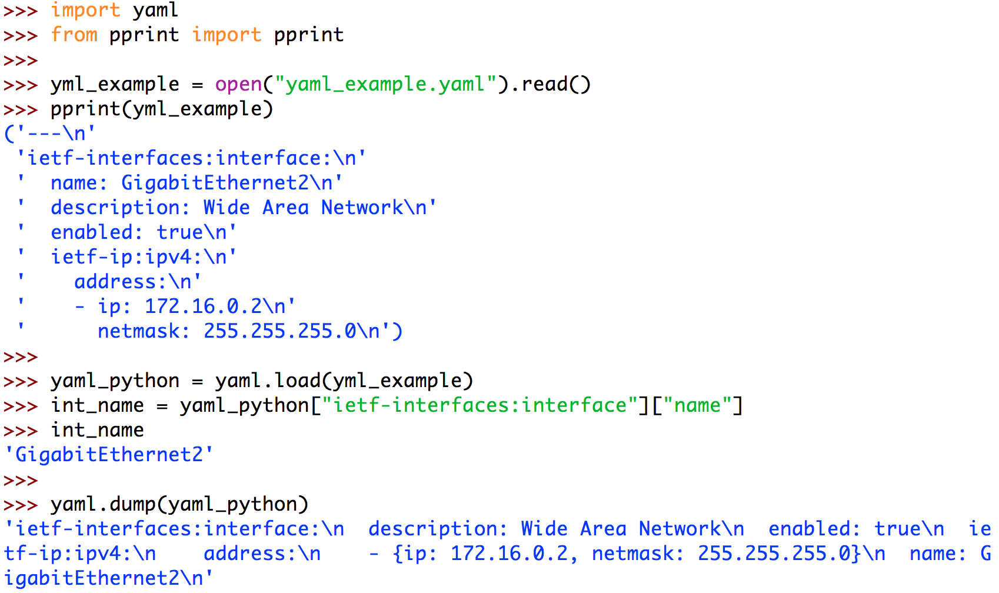 >>> import yaml
>>> from pprint import pprint
>>>
>>> yml_example = open("yaml_example.yaml").read()
>>> pprint(yml_example)
('---\n'
 'ietf-interfaces:interface:\n'
 '  name: GigabitEthernet2\n'
 '  description: Wide Area Network\n'
 '  enabled: true\n'
 '  ietf-ip:ipv4:\n'
 '    address:\n'
 '    - ip: 172.16.0.2\n'
 '      netmask: 255.255.255.0\n')
>>>
>>> yaml_python = yaml.load(yml_example)
>>> int_name = yaml_python["ietf-interfaces:interface"]["name"]
>>> int_name
'GigabitEthernet2'
>>>
>>> yaml.dump(yaml_python)
'ietf-interfaces:interface:\n  description: Wide Area Network\n  enabled: true\n  ie
tf-ip:ipv4:\n    address:\n    - {ip: 172.16.0.2, netmask: 255.255.255.0}\n  name: G
igabitEthernet2\n'